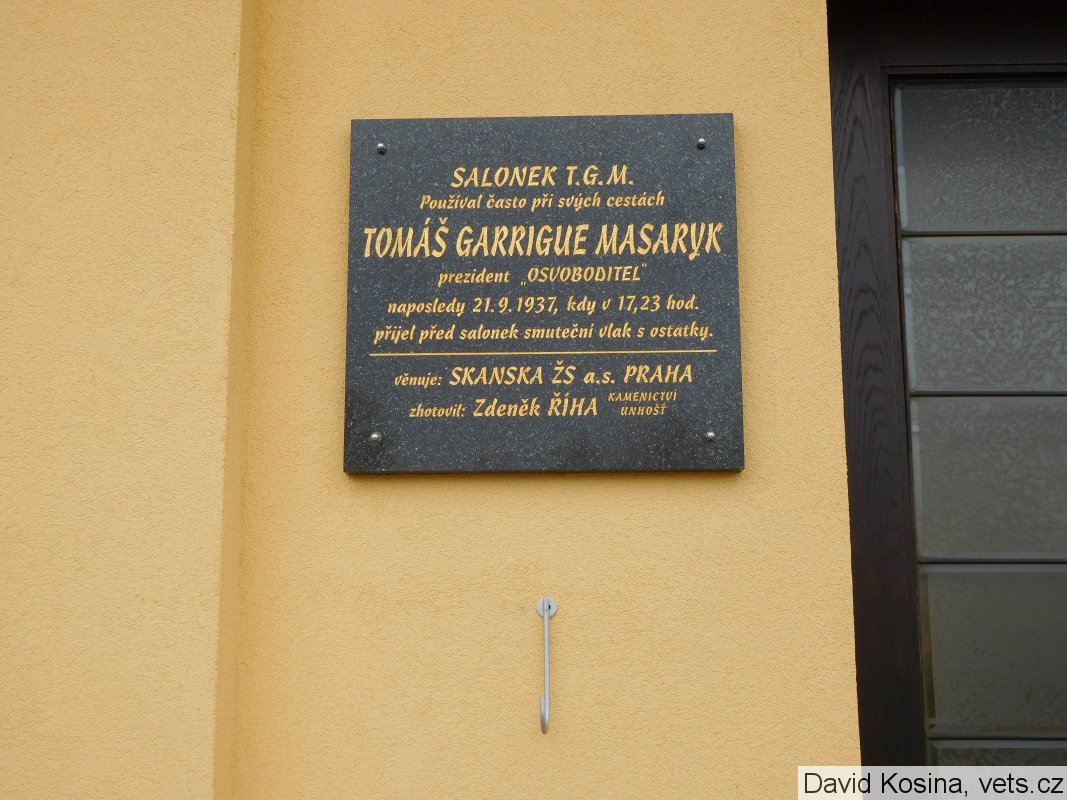 SALONEK T.G.M.
Používal často při svých cestách
TOMÁŠ GARRIGUE MASARYK
prezident „OSVOBODITEL"
naposledy 21.9.1937, kdy v 17,23 hod.
přijel před salonek smuteční vlak s ostatky.
věnuje: SKANSKA ŽS a.s. PRAHA
zhotovil: Zdeněk ŘÍHA KAMENICTVÍ
UNHOŠŤ
David Kosina, vets.cz